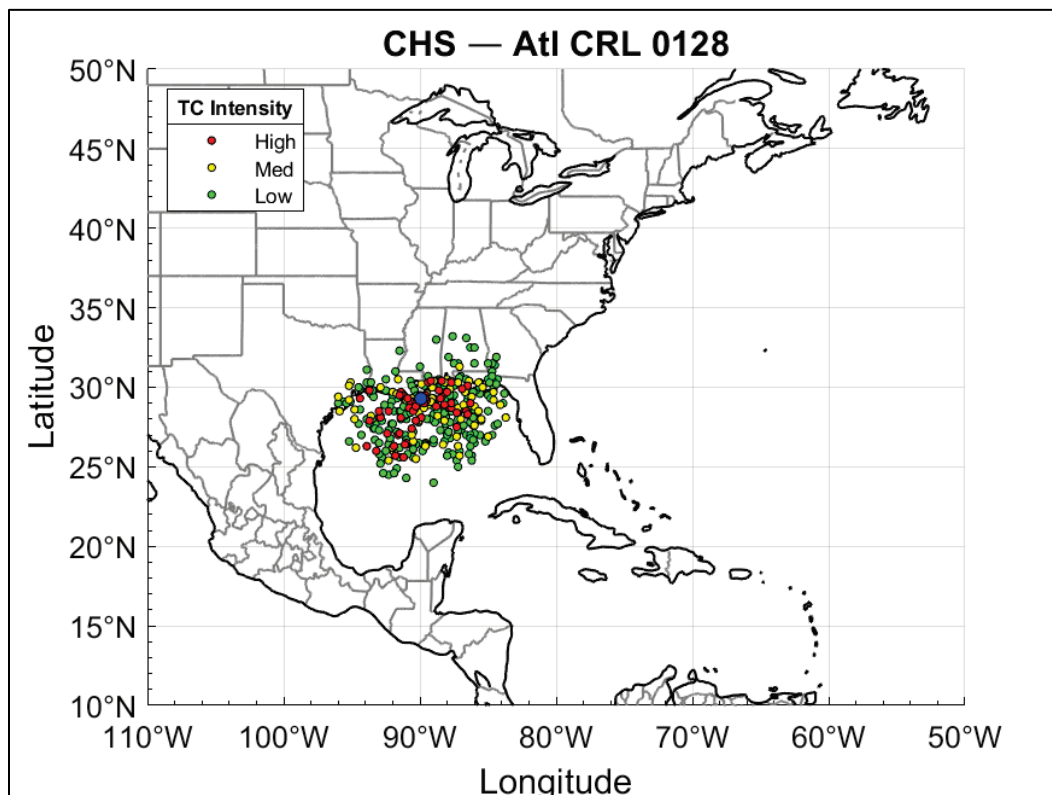 CHS — Atl CRL 0128
TC Intensity
High
Med
Low
50°N
45°N
40°N
35°N
30°N
25°N
20°N
15°N
10°N
Latitude
110°W 100°W 90°W 80°W 70°W 60°W 50°W
Longitude